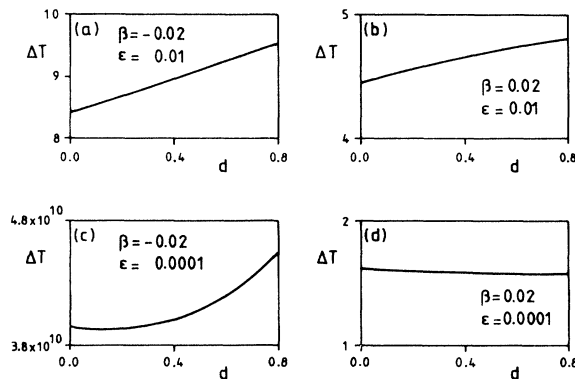 10 (a) β = -0.02
ΔT ε = 0.01
9
8
0.0 0.4 d 0.8
5 (b)
ΔT
β = 0.02
4 ε = 0.01
0.0 0.4 d 0.8
4.8x10^10 (c) β = -0.02
ΔT ε = 0.0001
3.8x10^10
0.0 0.4 d 0.8
2 (d)
ΔT
β = 0.02
ε = 0.0001
1
0.0 0.4 d 0.8